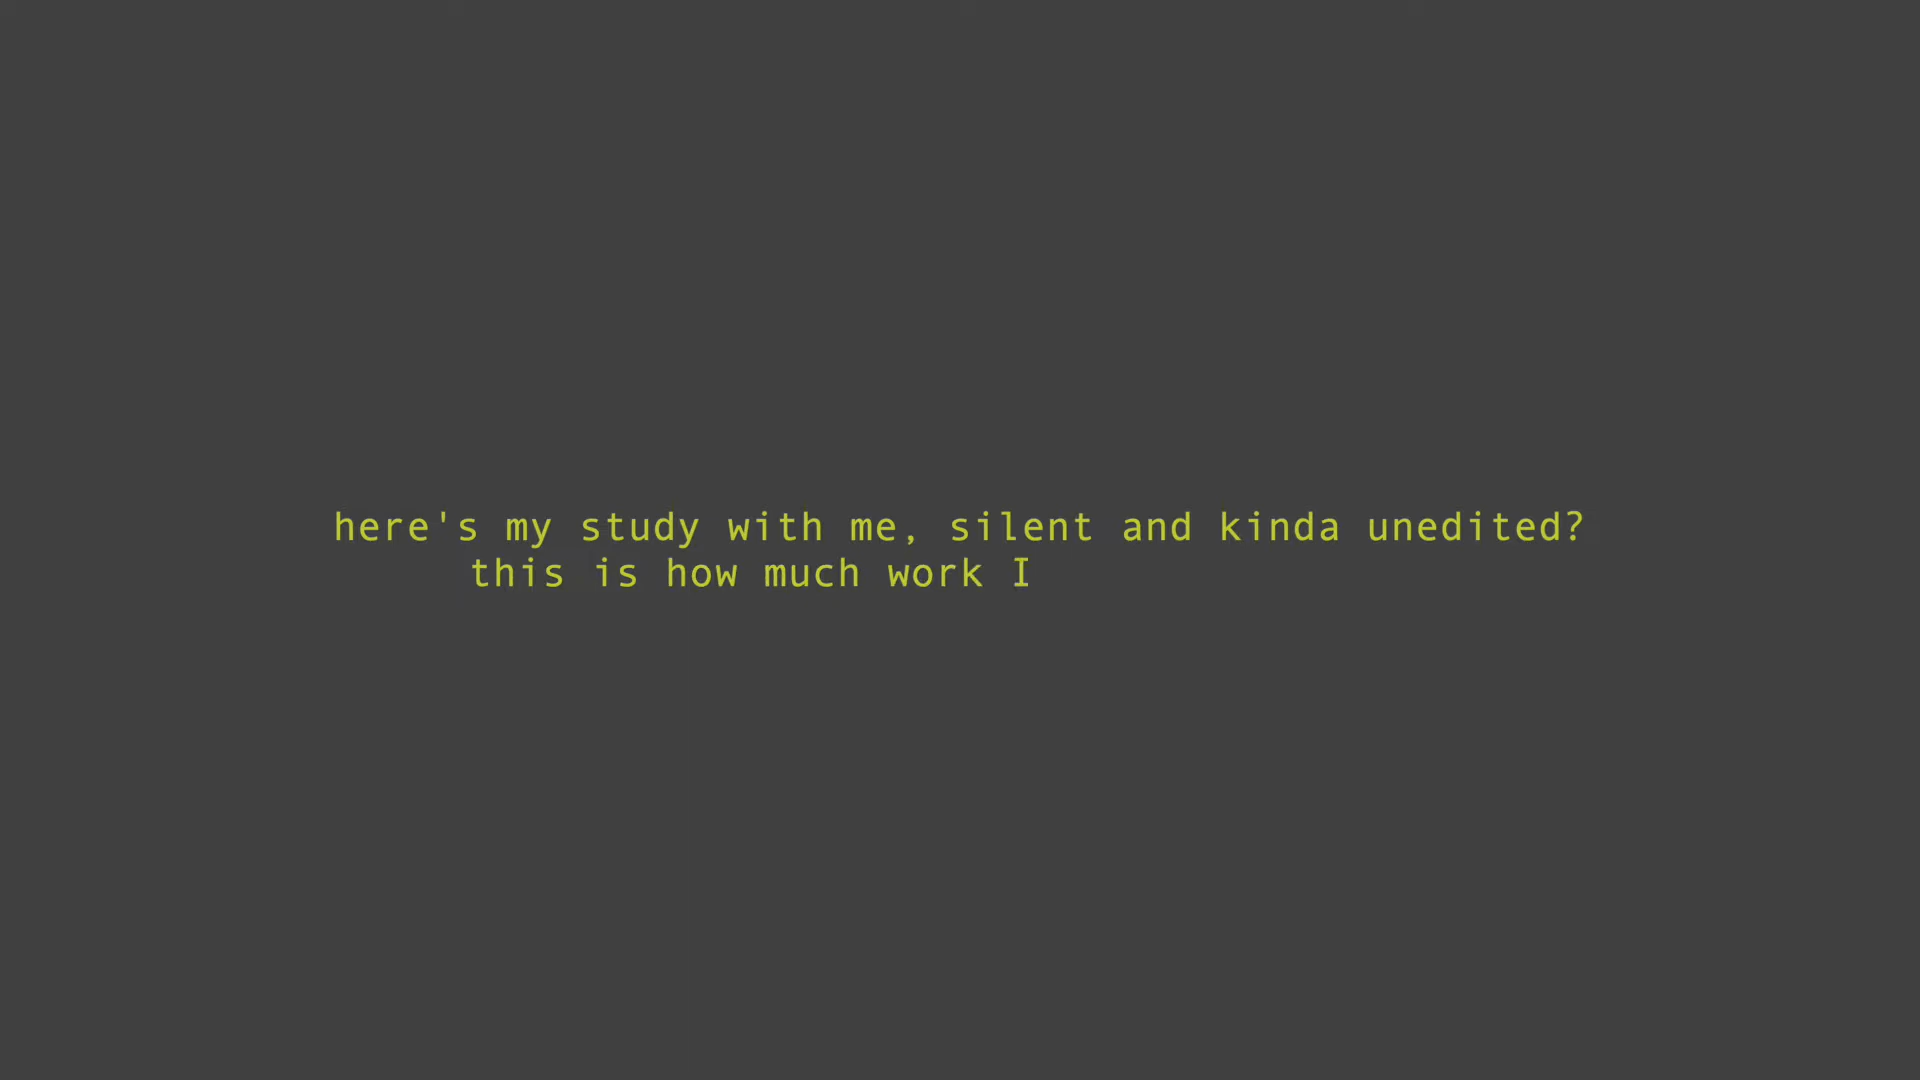 here's my study with me, silent and kinda unedited?
this is how much work I